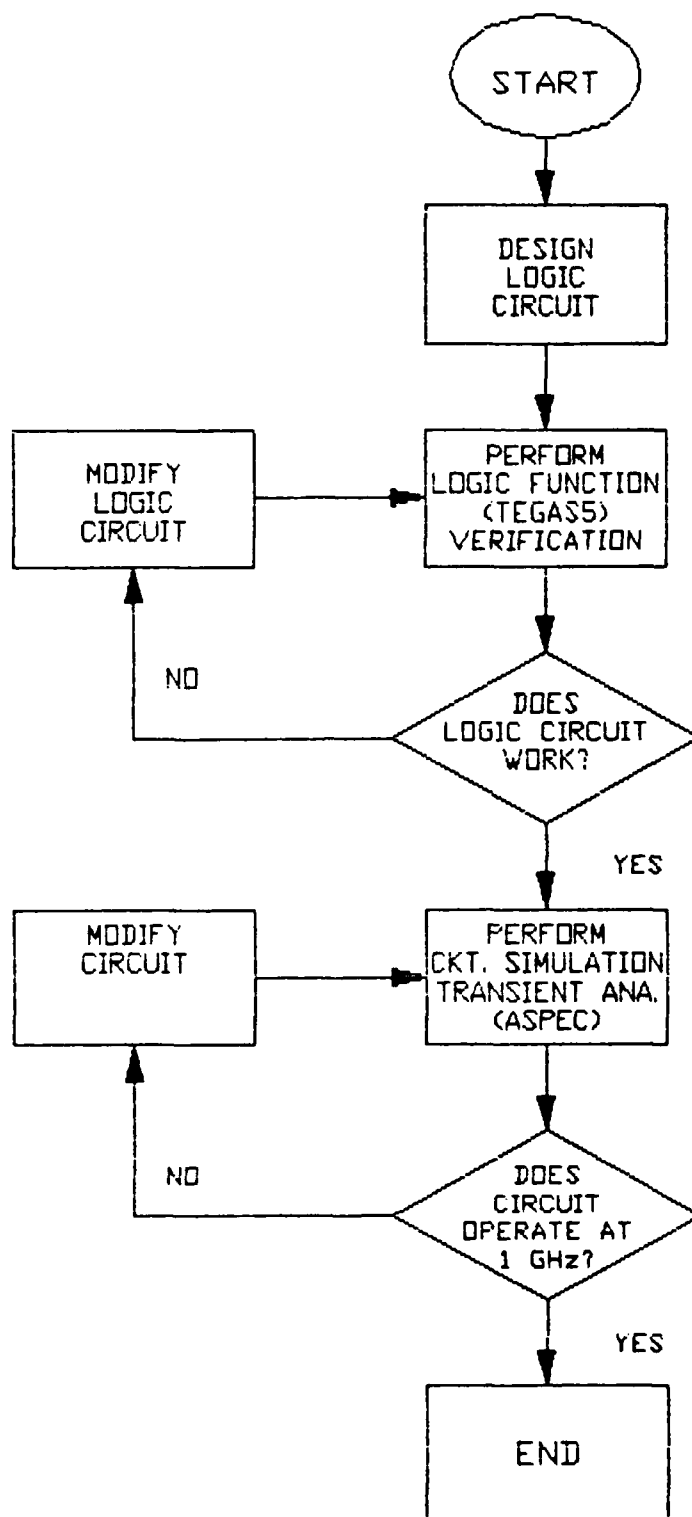 START
DESIGN
LOGIC
CIRCUIT
MODIFY
LOGIC
CIRCUIT
PERFORM
LOGIC FUNCTION
(TEGAS5)
VERIFICATION
NO
DOES
LOGIC CIRCUIT
WORK?
YES
MODIFY
CIRCUIT
PERFORM
CKT. SIMULATION
TRANSIENT ANA.
(ASPEC)
NO
DOES
CIRCUIT
OPERATE AT
1 GHz?
YES
END